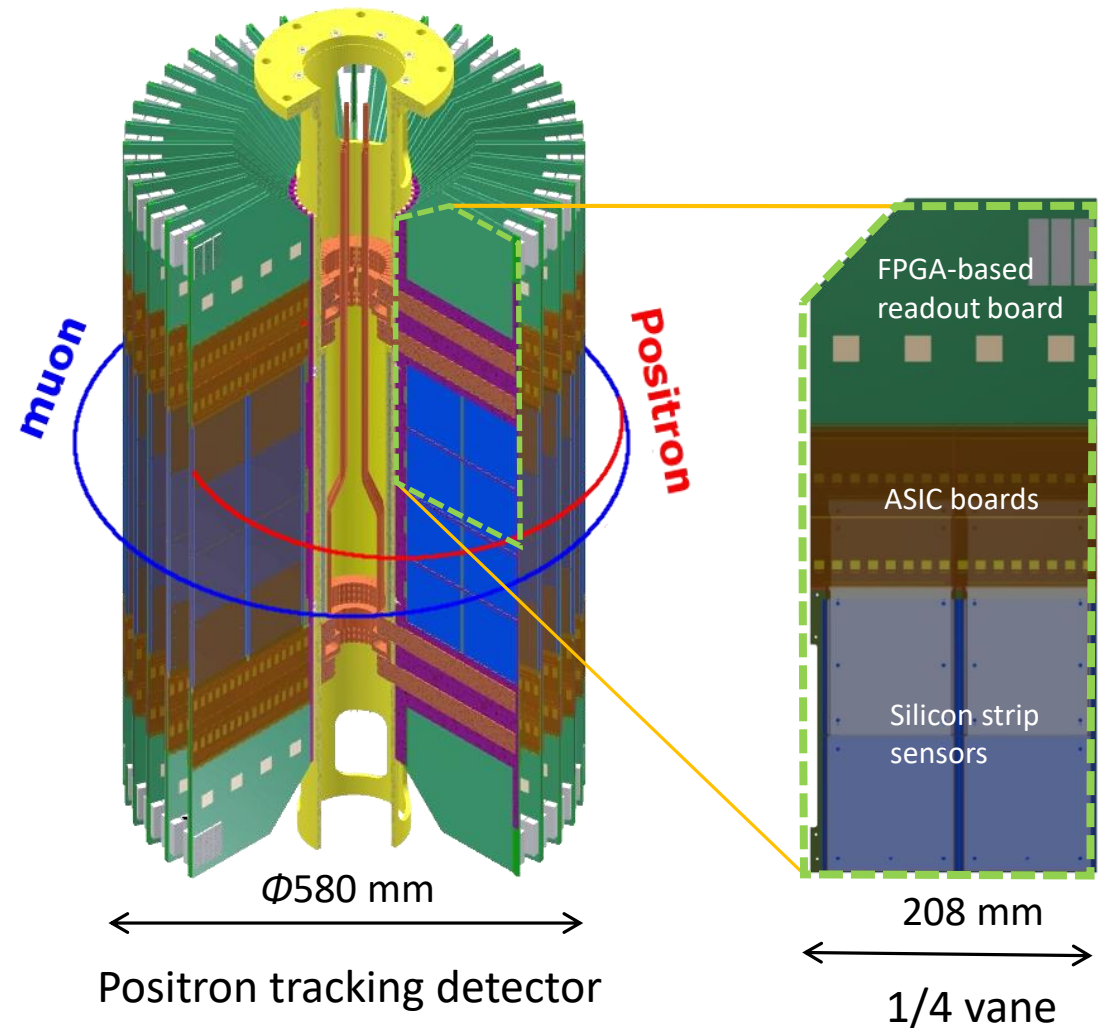 muon
Positron
FPGA-based
readout board
ASIC boards
Silicon strip
sensors
Φ580 mm
Positron tracking detector
208 mm
1/4 vane